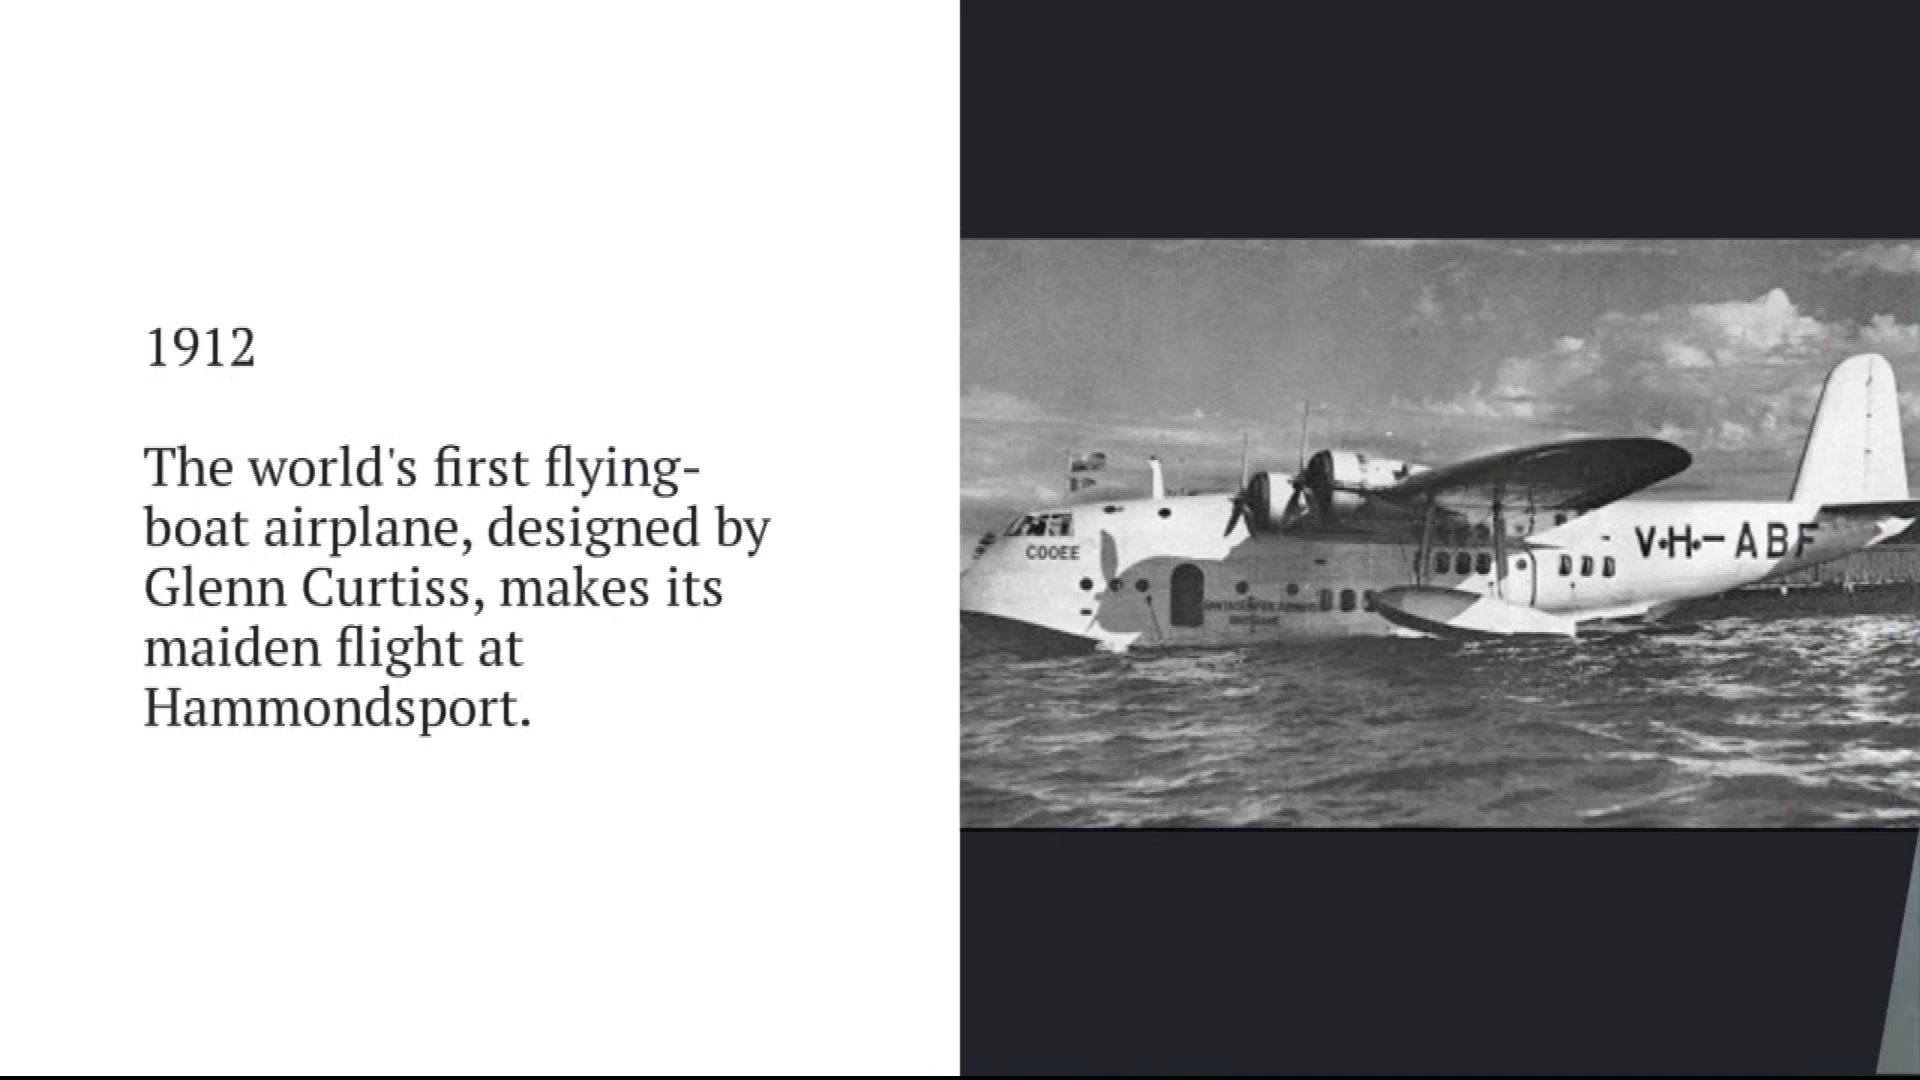 1912
The world's first flying-
boat airplane, designed by
Glenn Curtiss, makes its
maiden flight at
Hammondsport.
COOEE
V•H•-ABF